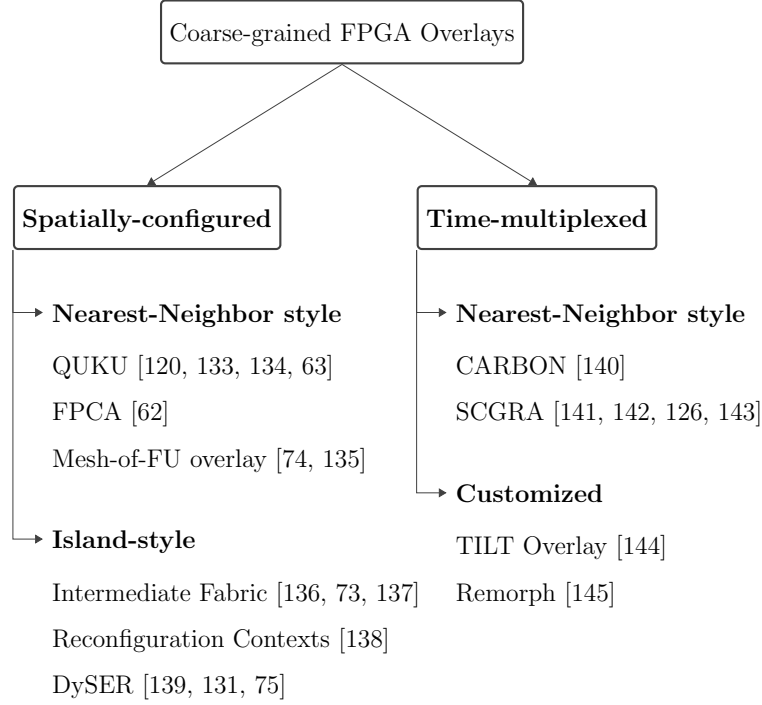 Coarse-grained FPGA Overlays
Spatially-configured
Nearest-Neighbor style
QUKU [120, 133, 134, 63]
FPCA [62]
Mesh-of-FU overlay [74, 135]
Island-style
Intermediate Fabric [136, 73, 137]
Reconfiguration Contexts [138]
DySER [139, 131, 75]
Time-multiplexed
Nearest-Neighbor style
CARBON [140]
SCGRA [141, 142, 126, 143]
Customized
TILT Overlay [144]
Remorph [145]